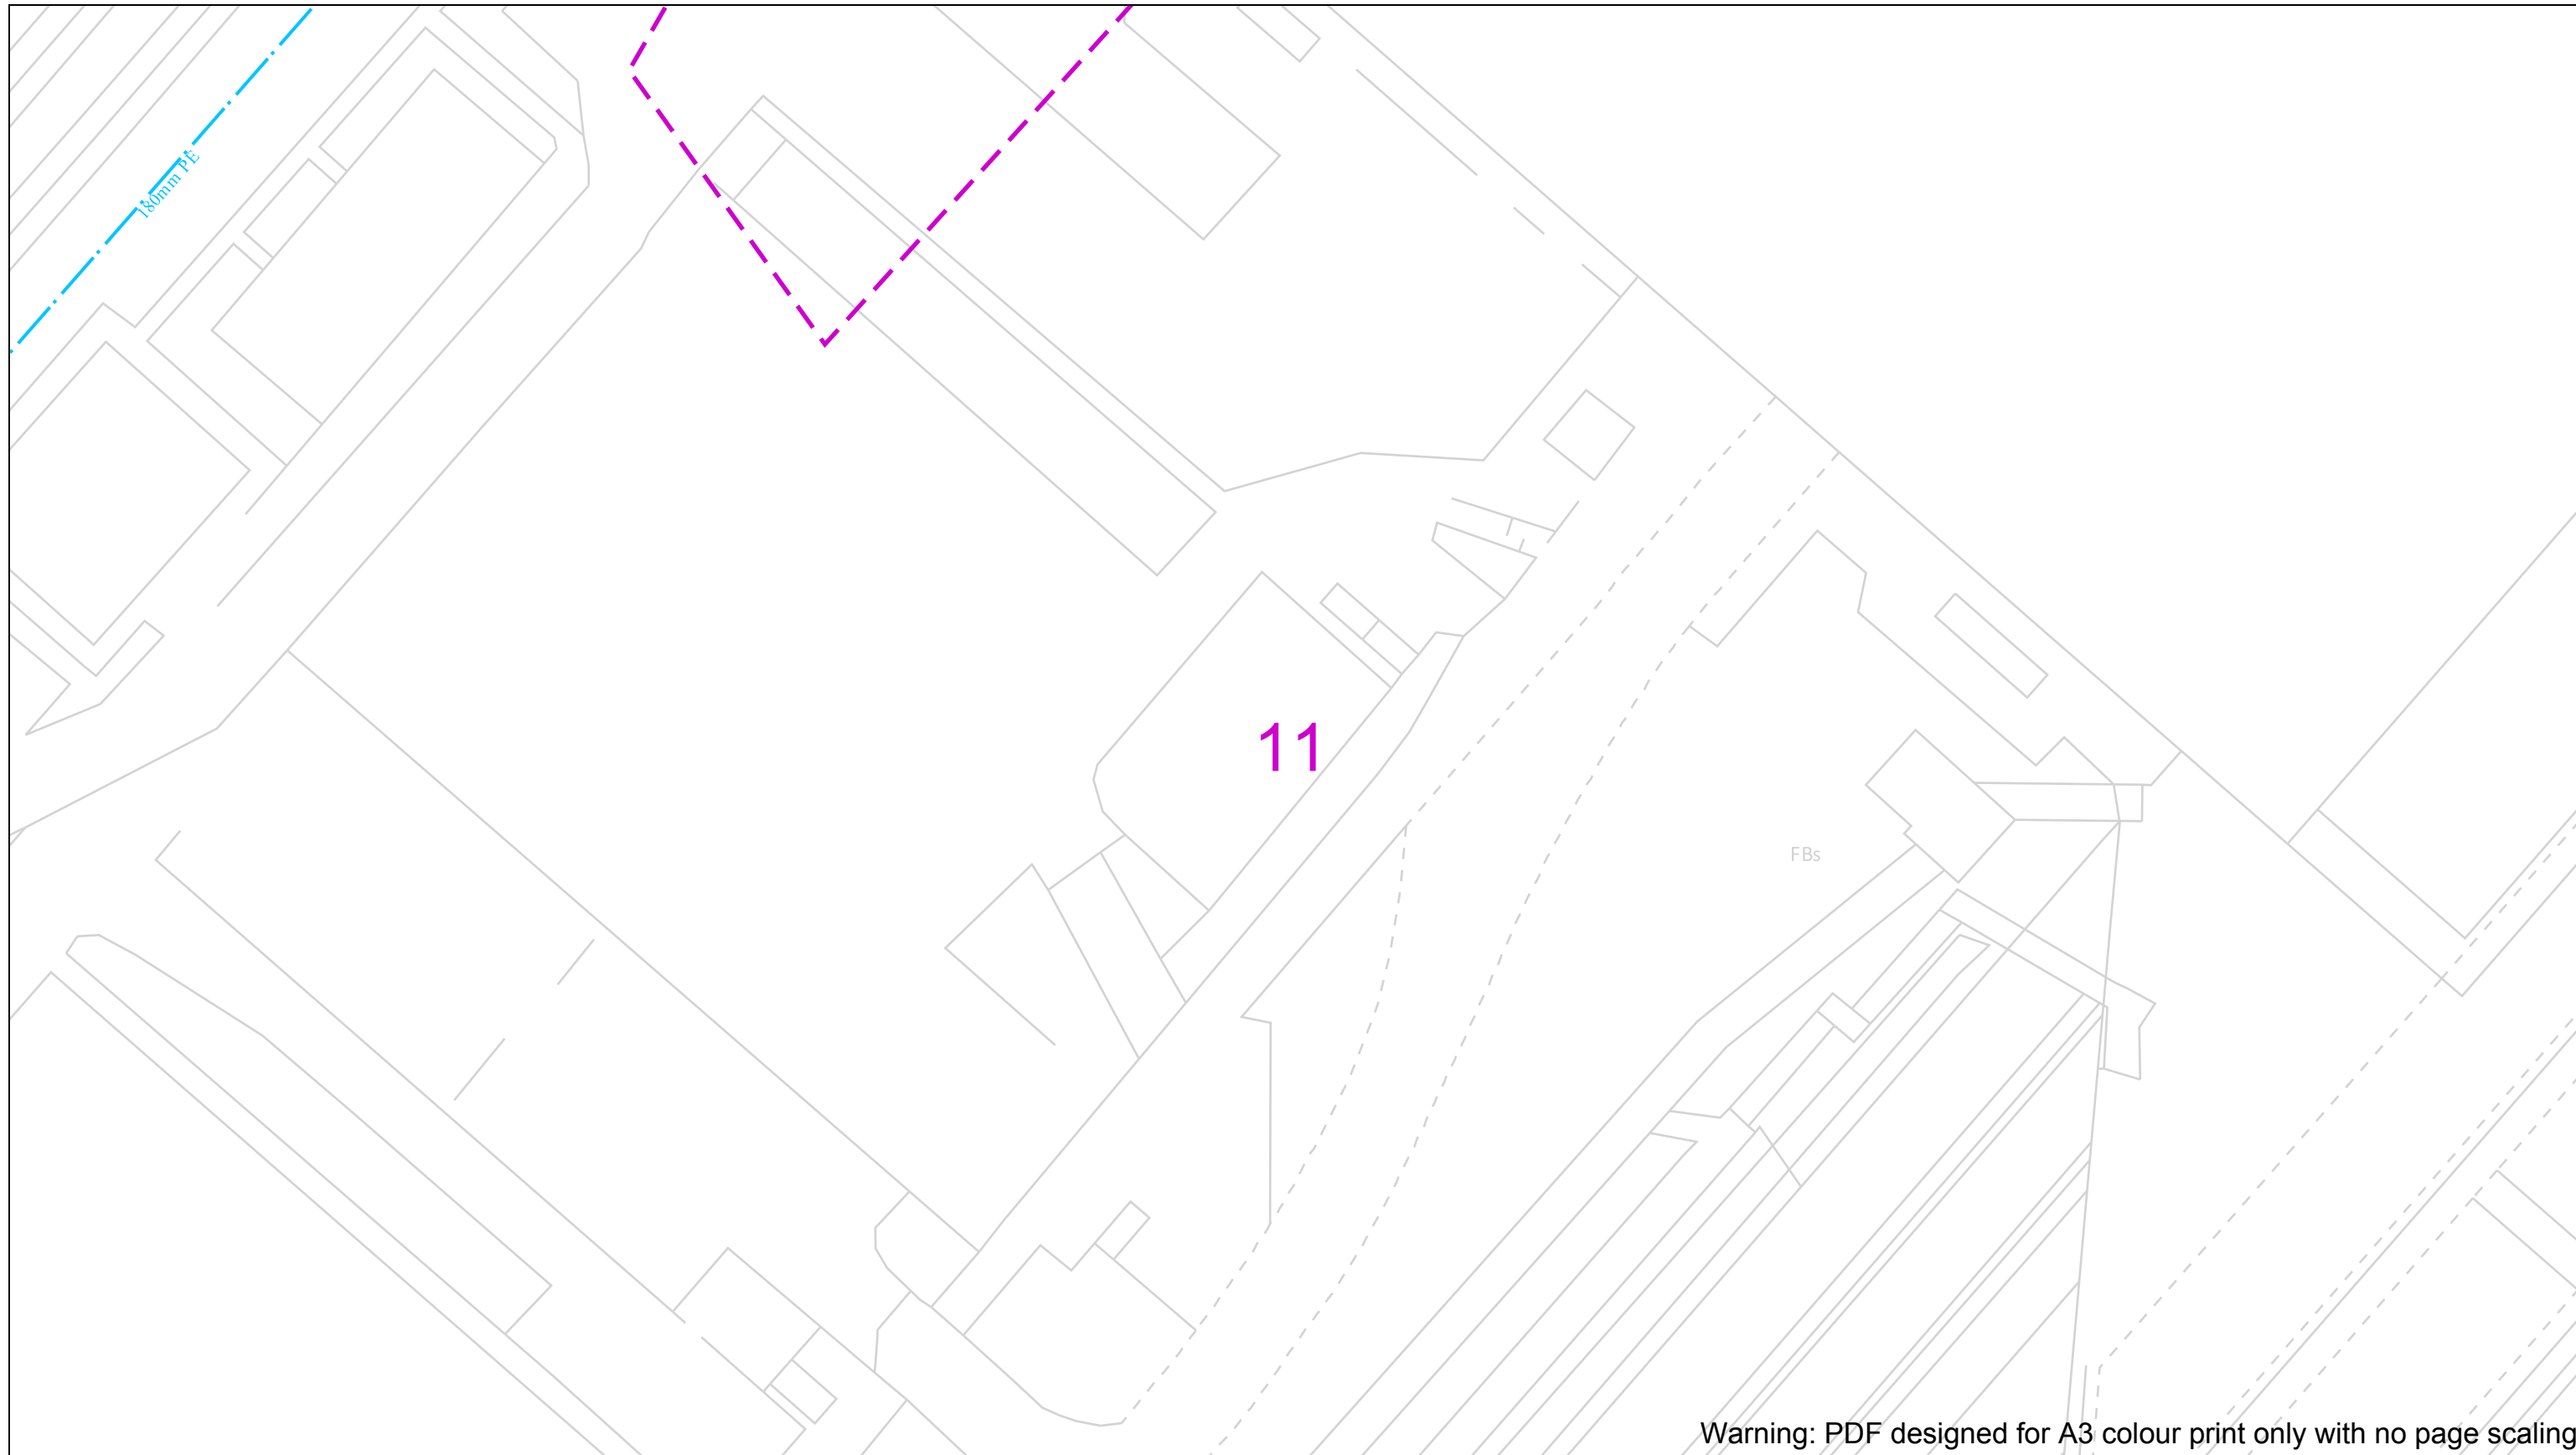 180mm PE
11
FBs
Warning: PDF designed for A3 colour print only with no page scaling